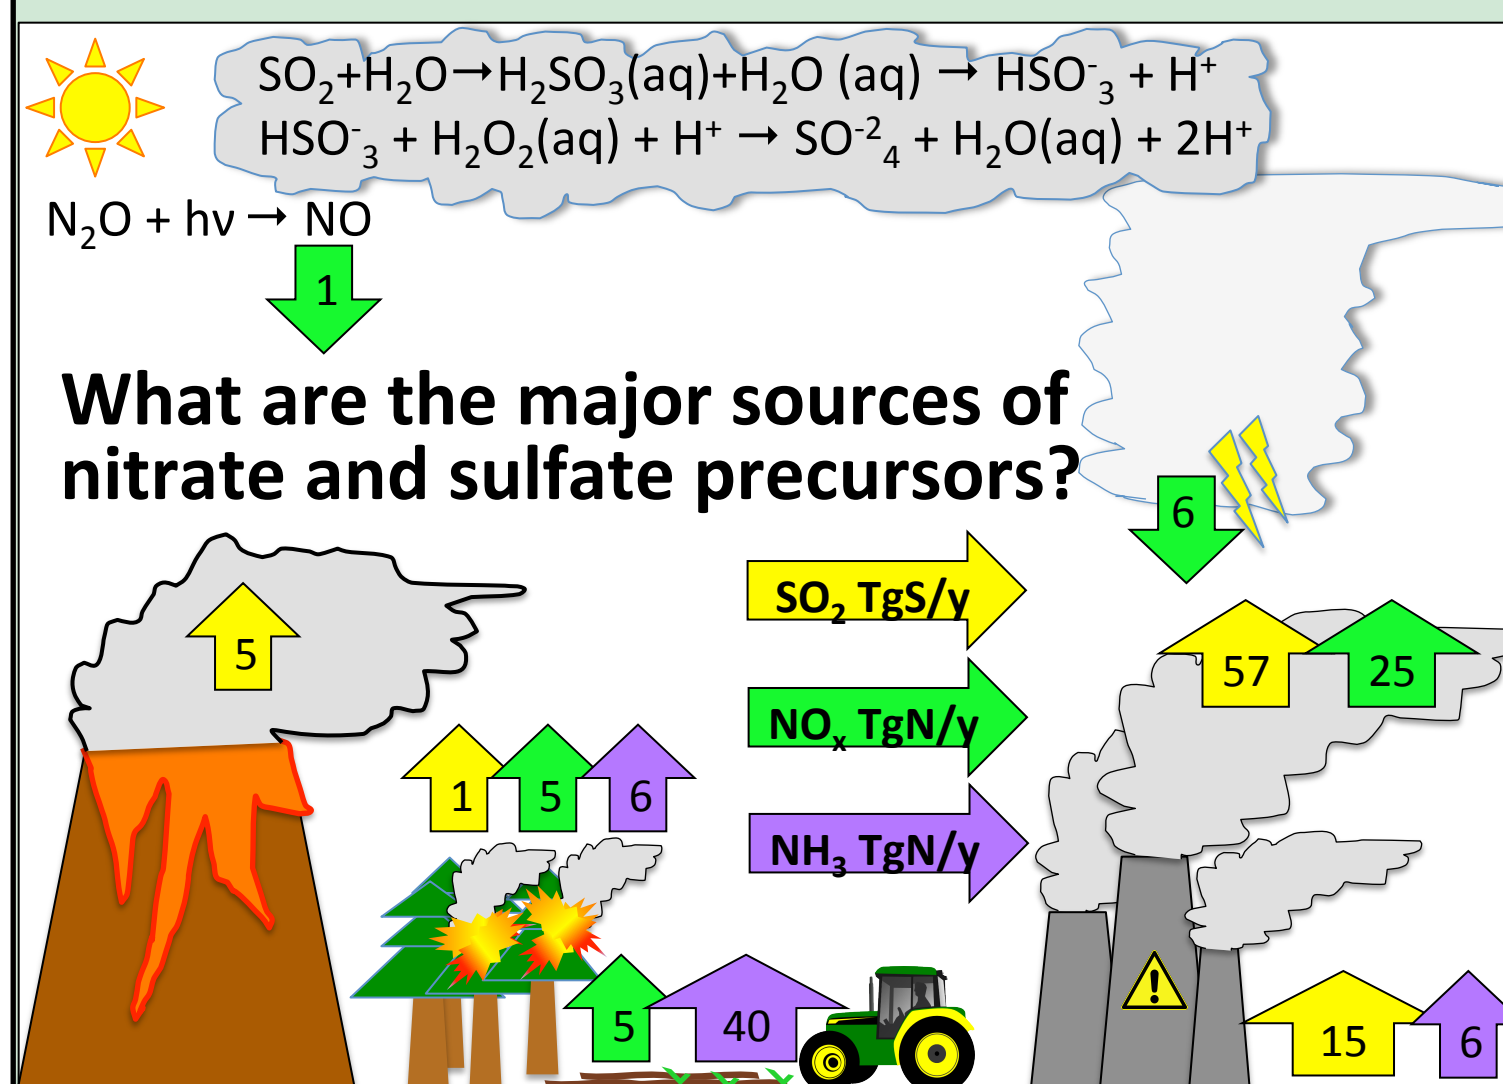 SO₂+H₂O→H₂SO₃(aq)+H₂O (aq) → HSO⁻₃ + H⁺
HSO⁻₃ + H₂O₂(aq) + H⁺ → SO⁻²₄ + H₂O(aq) + 2H⁺
N₂O + hν → NO
1
What are the major sources of
nitrate and sulfate precursors?
6
SO₂ TgS/y
5
57
25
NOₓ TgN/y
1
5
6
NH₃ TgN/y
5
40
15
6